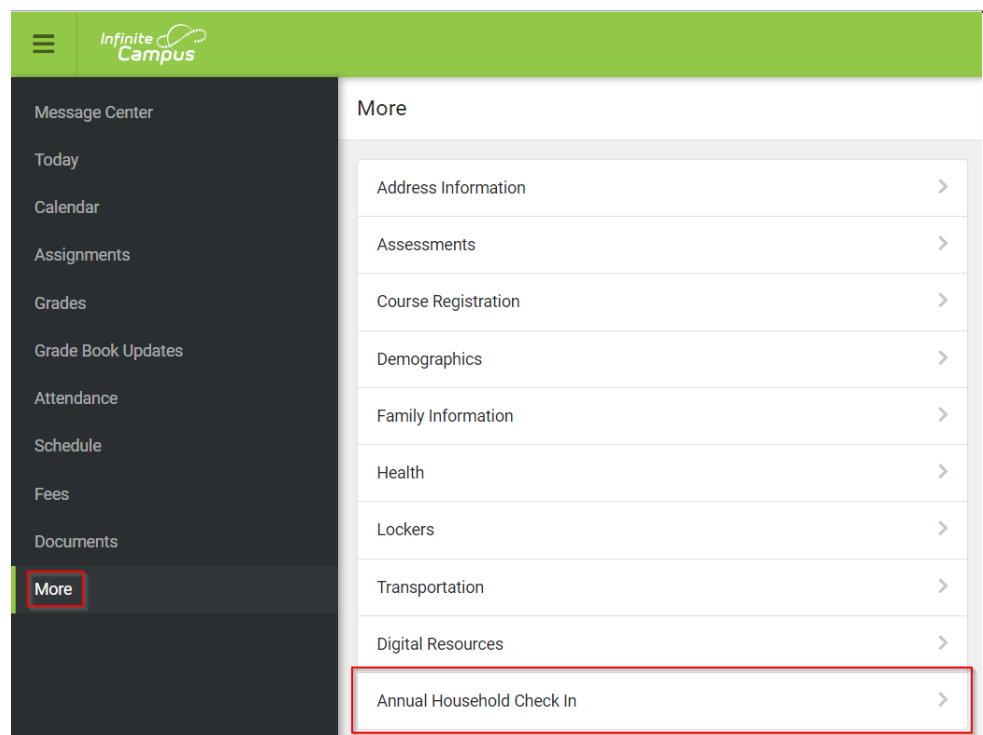 Infinite
Campus
Message Center
Today
Calendar
Assignments
Grades
Grade Book Updates
Attendance
Schedule
Fees
Documents
More
More
Address Information
Assessments
Course Registration
Demographics
Family Information
Health
Lockers
Transportation
Digital Resources
Annual Household Check In